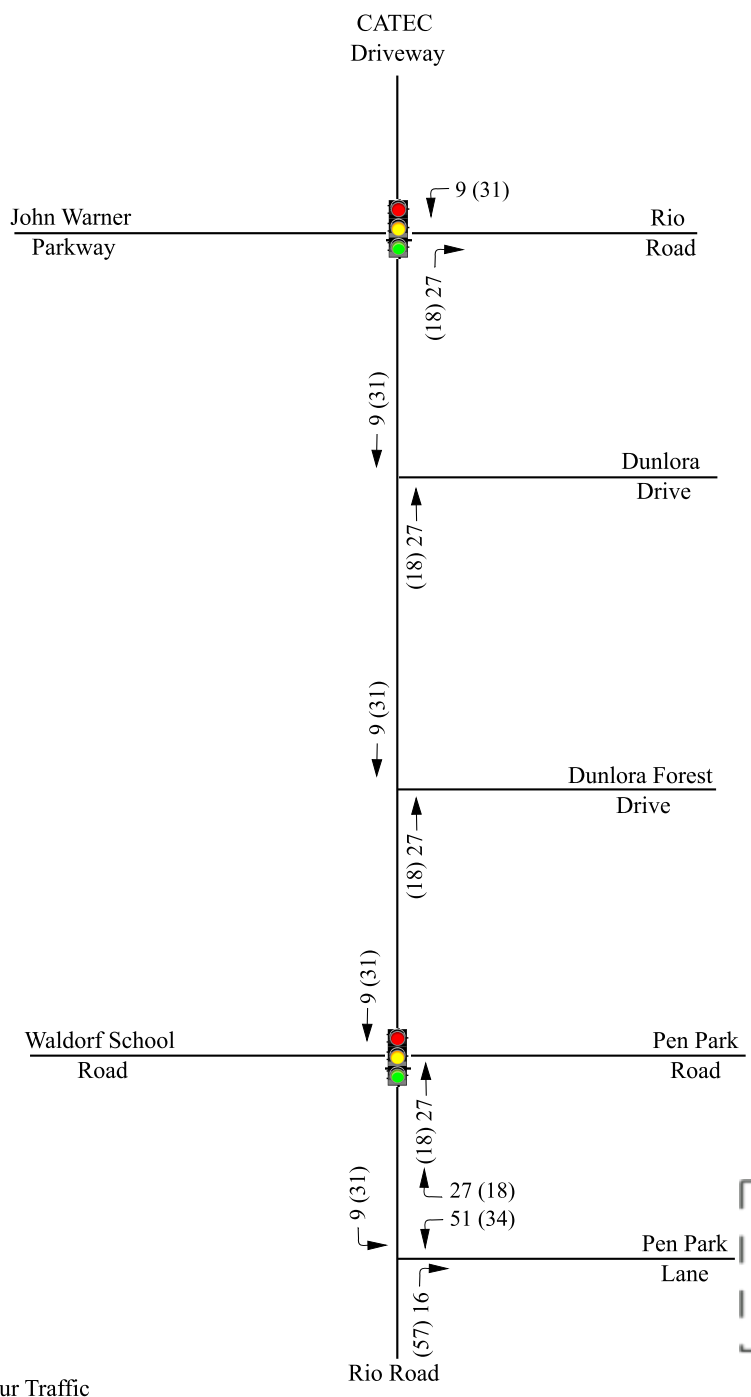 CATEC
Driveway
9 (31)
John Warner
Parkway
Rio
Road
(18) 27
9 (31)
Dunlora
Drive
(18) 27
9 (31)
Dunlora Forest
Drive
(18) 27
9 (31)
Waldorf School
Road
Pen Park
Road
(18) 27
9 (31)
27 (18)
51 (34)
Pen Park
Lane
(57) 16
Rio Road
ur Traffic